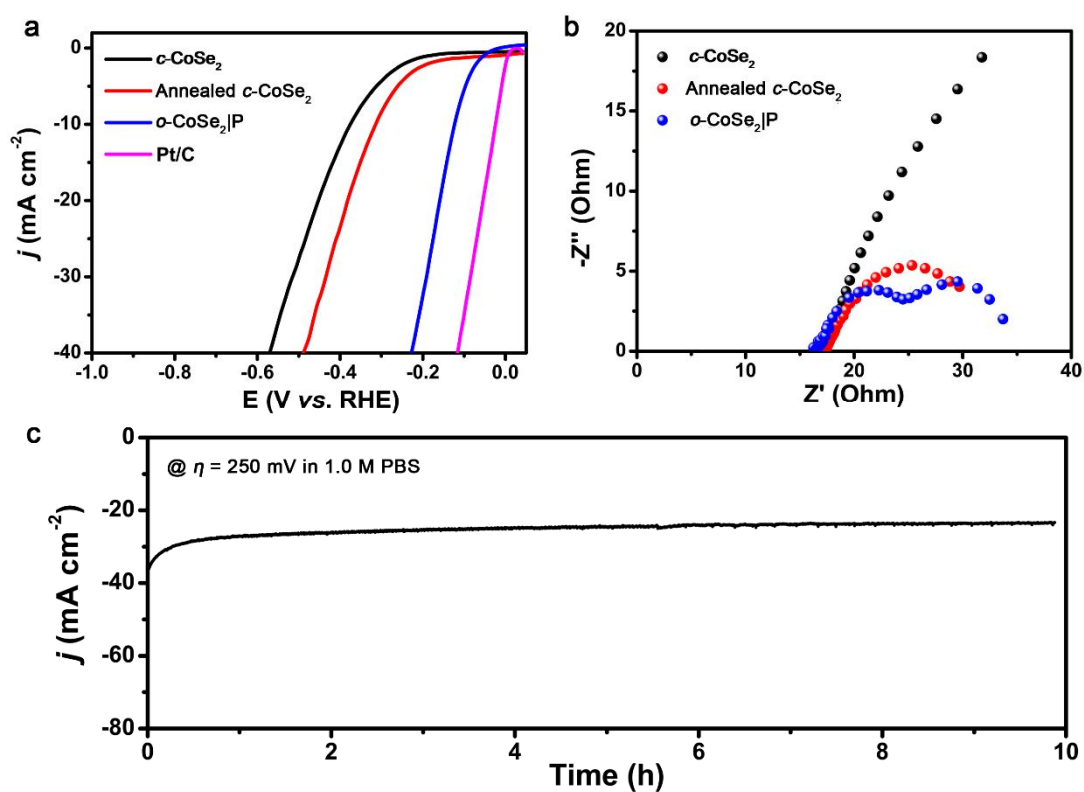 a
c-CoSe2
Annealed c-CoSe2
o-CoSe2|P
Pt/C
0
-10
-20
-30
-40
j (mA cm-2)
-1.0 -0.8 -0.6 -0.4 -0.2 0.0
E (V vs. RHE)
b
c-CoSe2
Annealed c-CoSe2
o-CoSe2|P
20
15
10
5
0
-Z'' (Ohm)
0 10 20 30 40
Z' (Ohm)
c
@ η = 250 mV in 1.0 M PBS
0
-20
-40
-60
-80
j (mA cm-2)
0 2 4 6 8 10
Time (h)